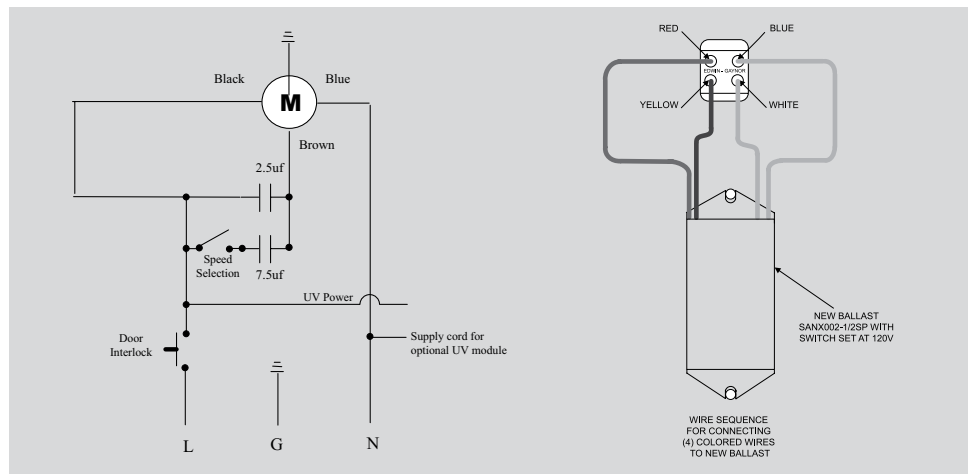 Black
Blue
M
Brown
2.5uf
Speed
Selection
7.5uf
UV Power
Door
Interlock
Supply cord for
optional UV module
L
G
N
RED
BLUE
EDWIN - GAYNOR
YELLOW
WHITE
NEW BALLAST
SANX002-1/2SP WITH
SWITCH SET AT 120V
WIRE SEQUENCE
FOR CONNECTING
(4) COLORED WIRES
TO NEW BALLAST